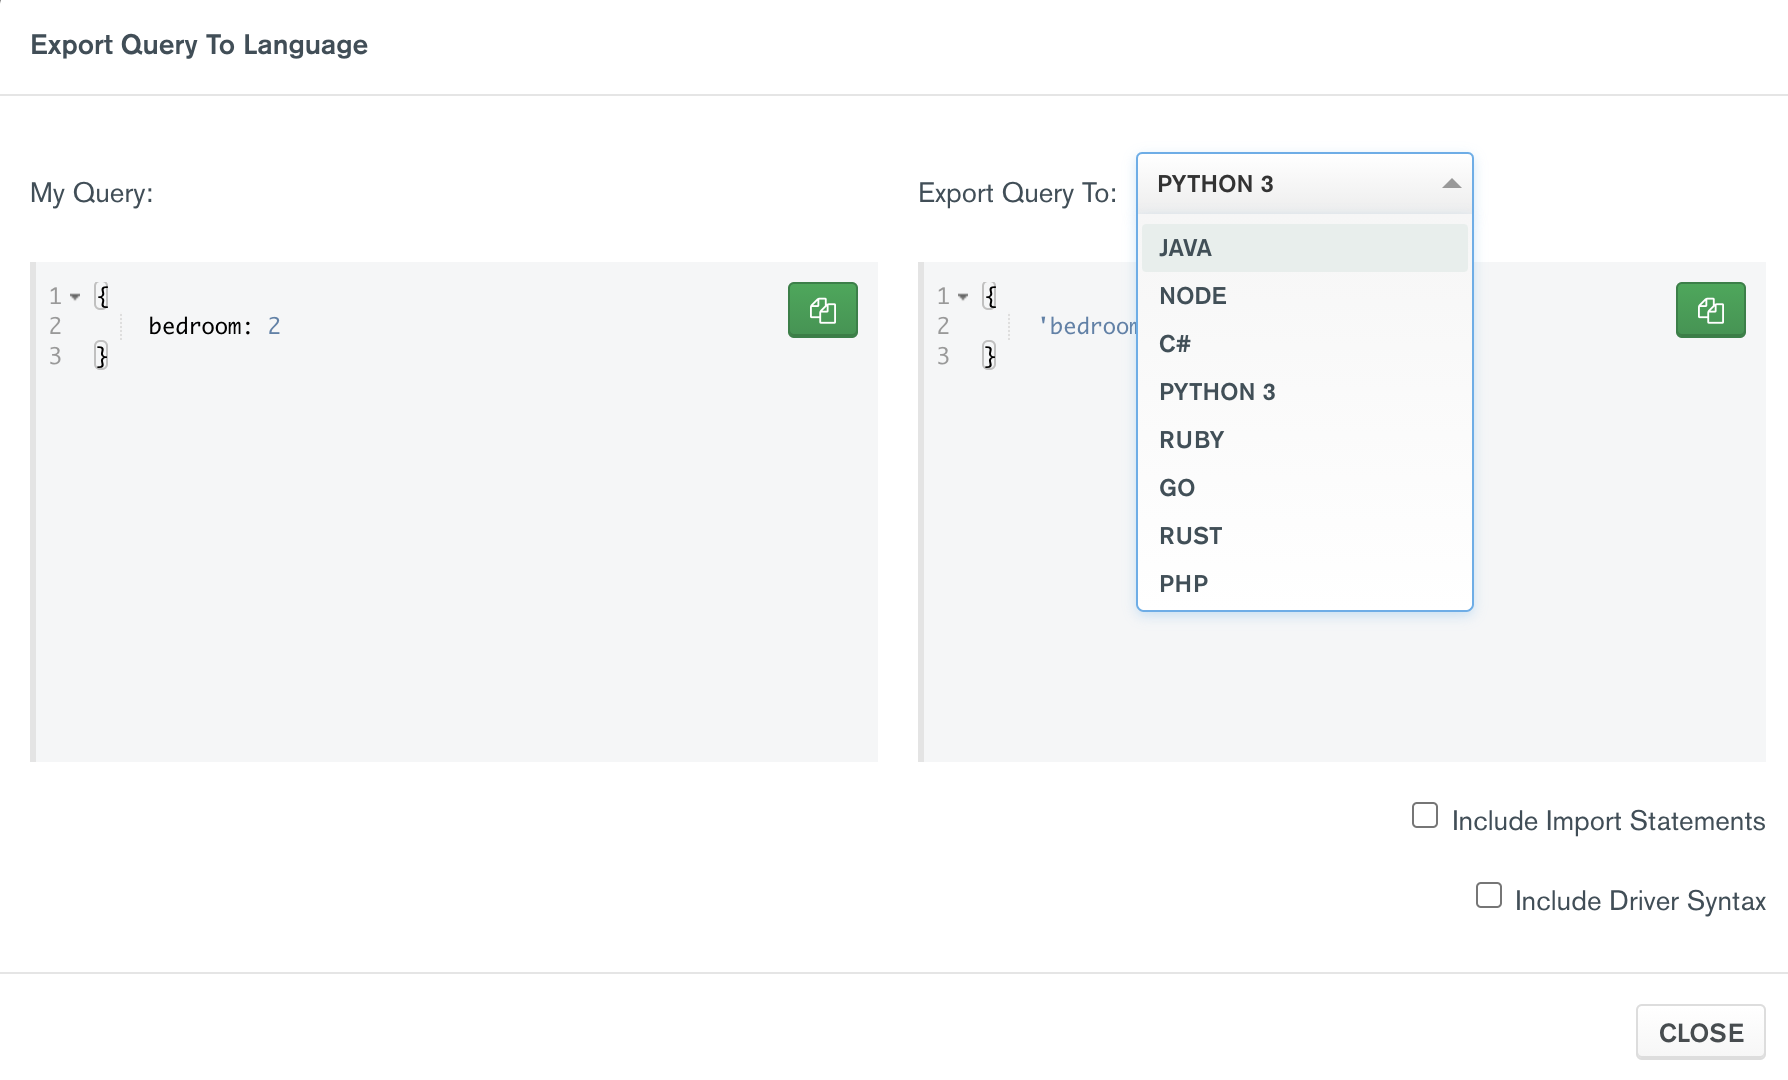 Export Query To Language
My Query:
1 {
2 bedroom: 2
3 }
Export Query To:
PYTHON 3
JAVA
NODE
C#
PYTHON 3
RUBY
GO
RUST
PHP
1 {
2 'bedroom
3 }
Include Import Statements
Include Driver Syntax
CLOSE